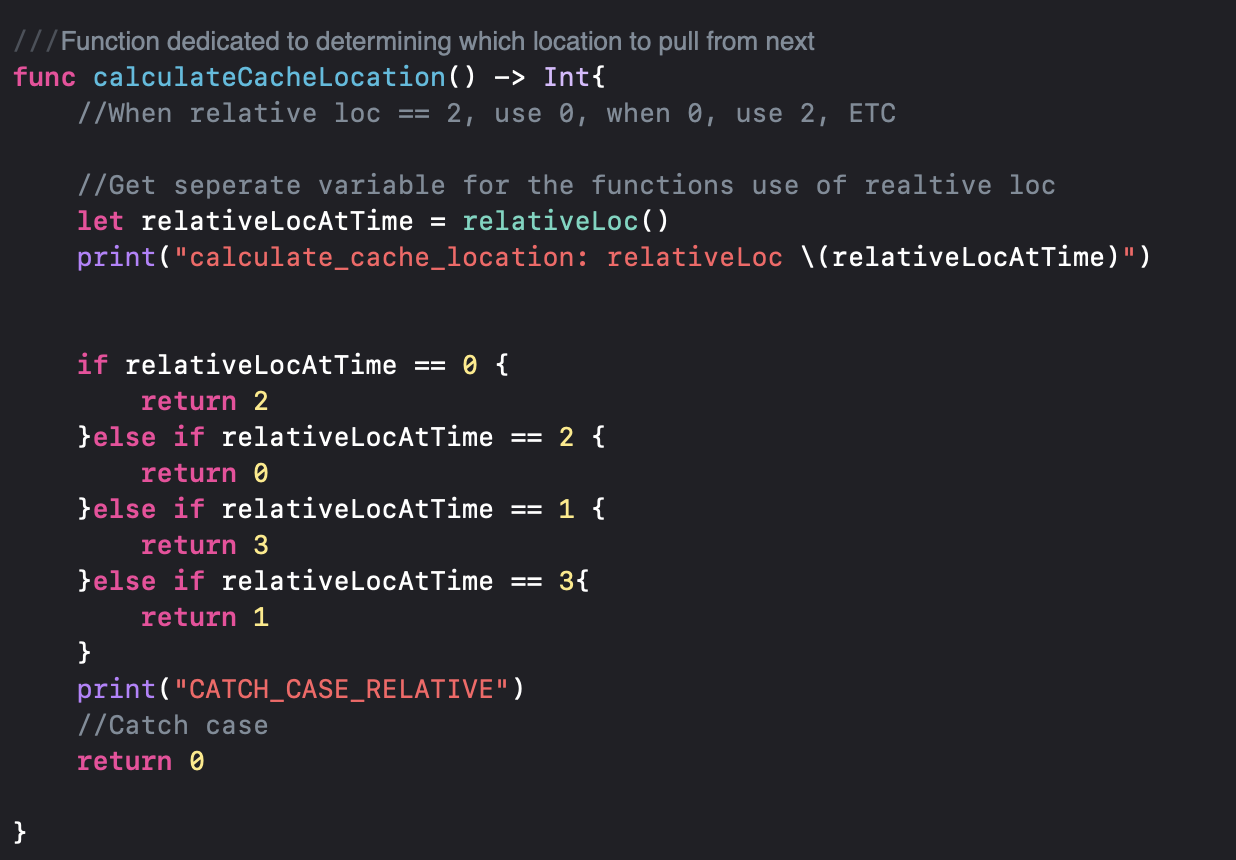 ///Function dedicated to determining which location to pull from next
func calculateCacheLocation() -> Int{
    //When relative loc == 2, use 0, when 0, use 2, ETC

    //Get seperate variable for the functions use of realtive loc
    let relativeLocAtTime = relativeLoc()
    print("calculate_cache_location: relativeLoc \(relativeLocAtTime)")


    if relativeLocAtTime == 0 {
        return 2
    }else if relativeLocAtTime == 2 {
        return 0
    }else if relativeLocAtTime == 1 {
        return 3
    }else if relativeLocAtTime == 3{
        return 1
    }
    print("CATCH_CASE_RELATIVE")
    //Catch case
    return 0

}